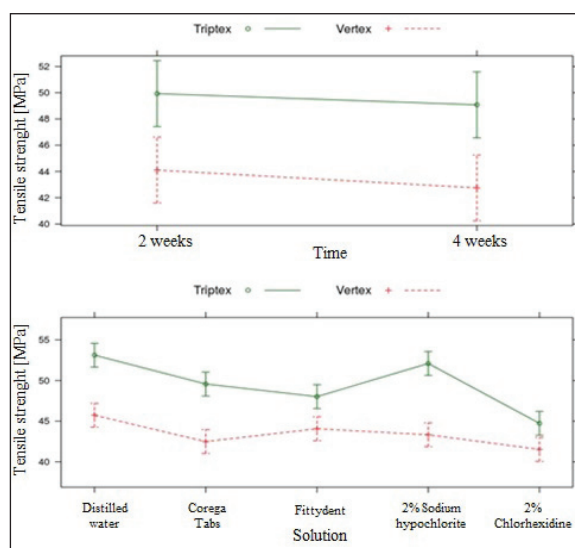 Triptex Vertex
Tensile strenght [MPa]
52
50
48
46
44
42
40
2 weeks 4 weeks
Time
Triptex Vertex
Tensile strenght [MPa]
55
50
45
40
Distilled water
Corega Tabs
Fittydent
2% Sodium hypochlorite
2% Chlorhexidine
Solution